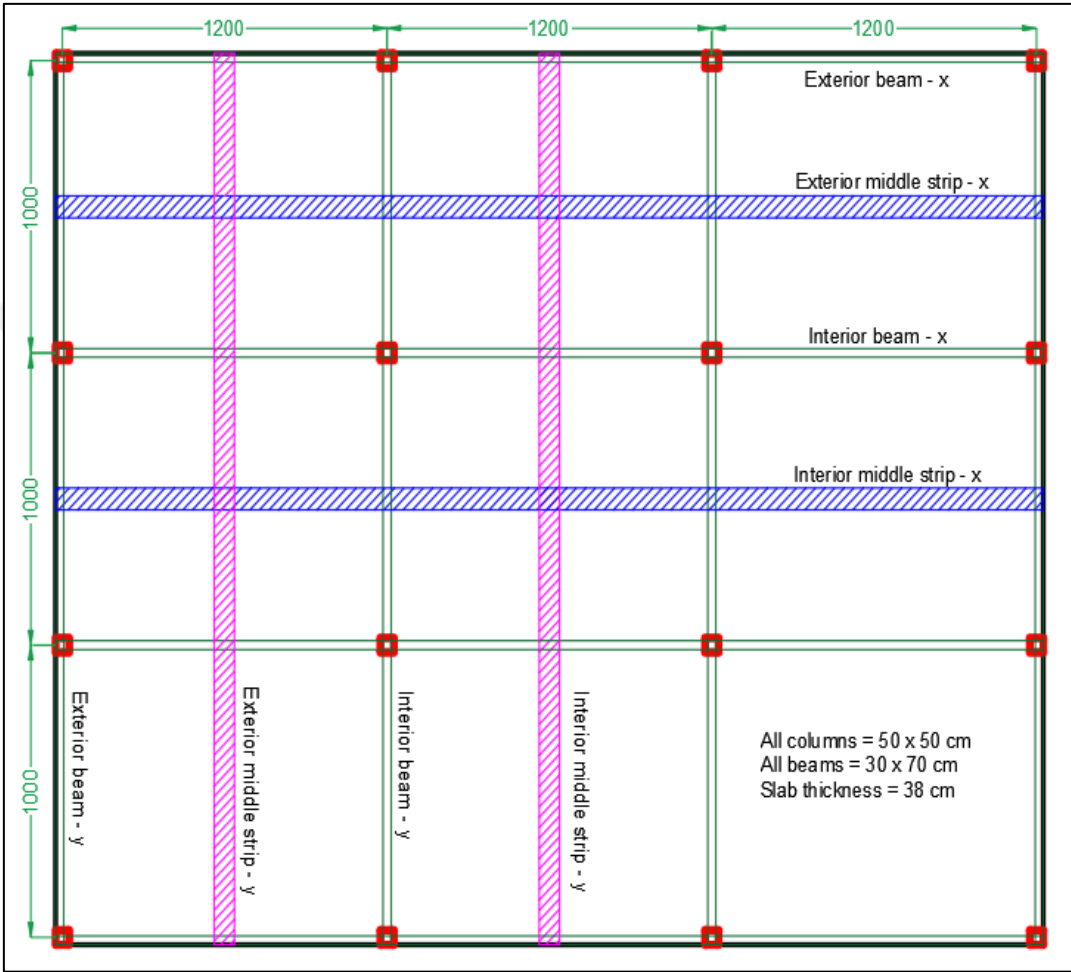 1200
1200
1200
Exterior beam - x
Exterior middle strip - x
1000
Interior beam - x
Interior middle strip - x
1000
Exterior beam - y
Exterior middle strip - y
Interior beam - y
Interior middle strip - y
All columns = 50 x 50 cm
All beams = 30 x 70 cm
Slab thickness = 38 cm
1000